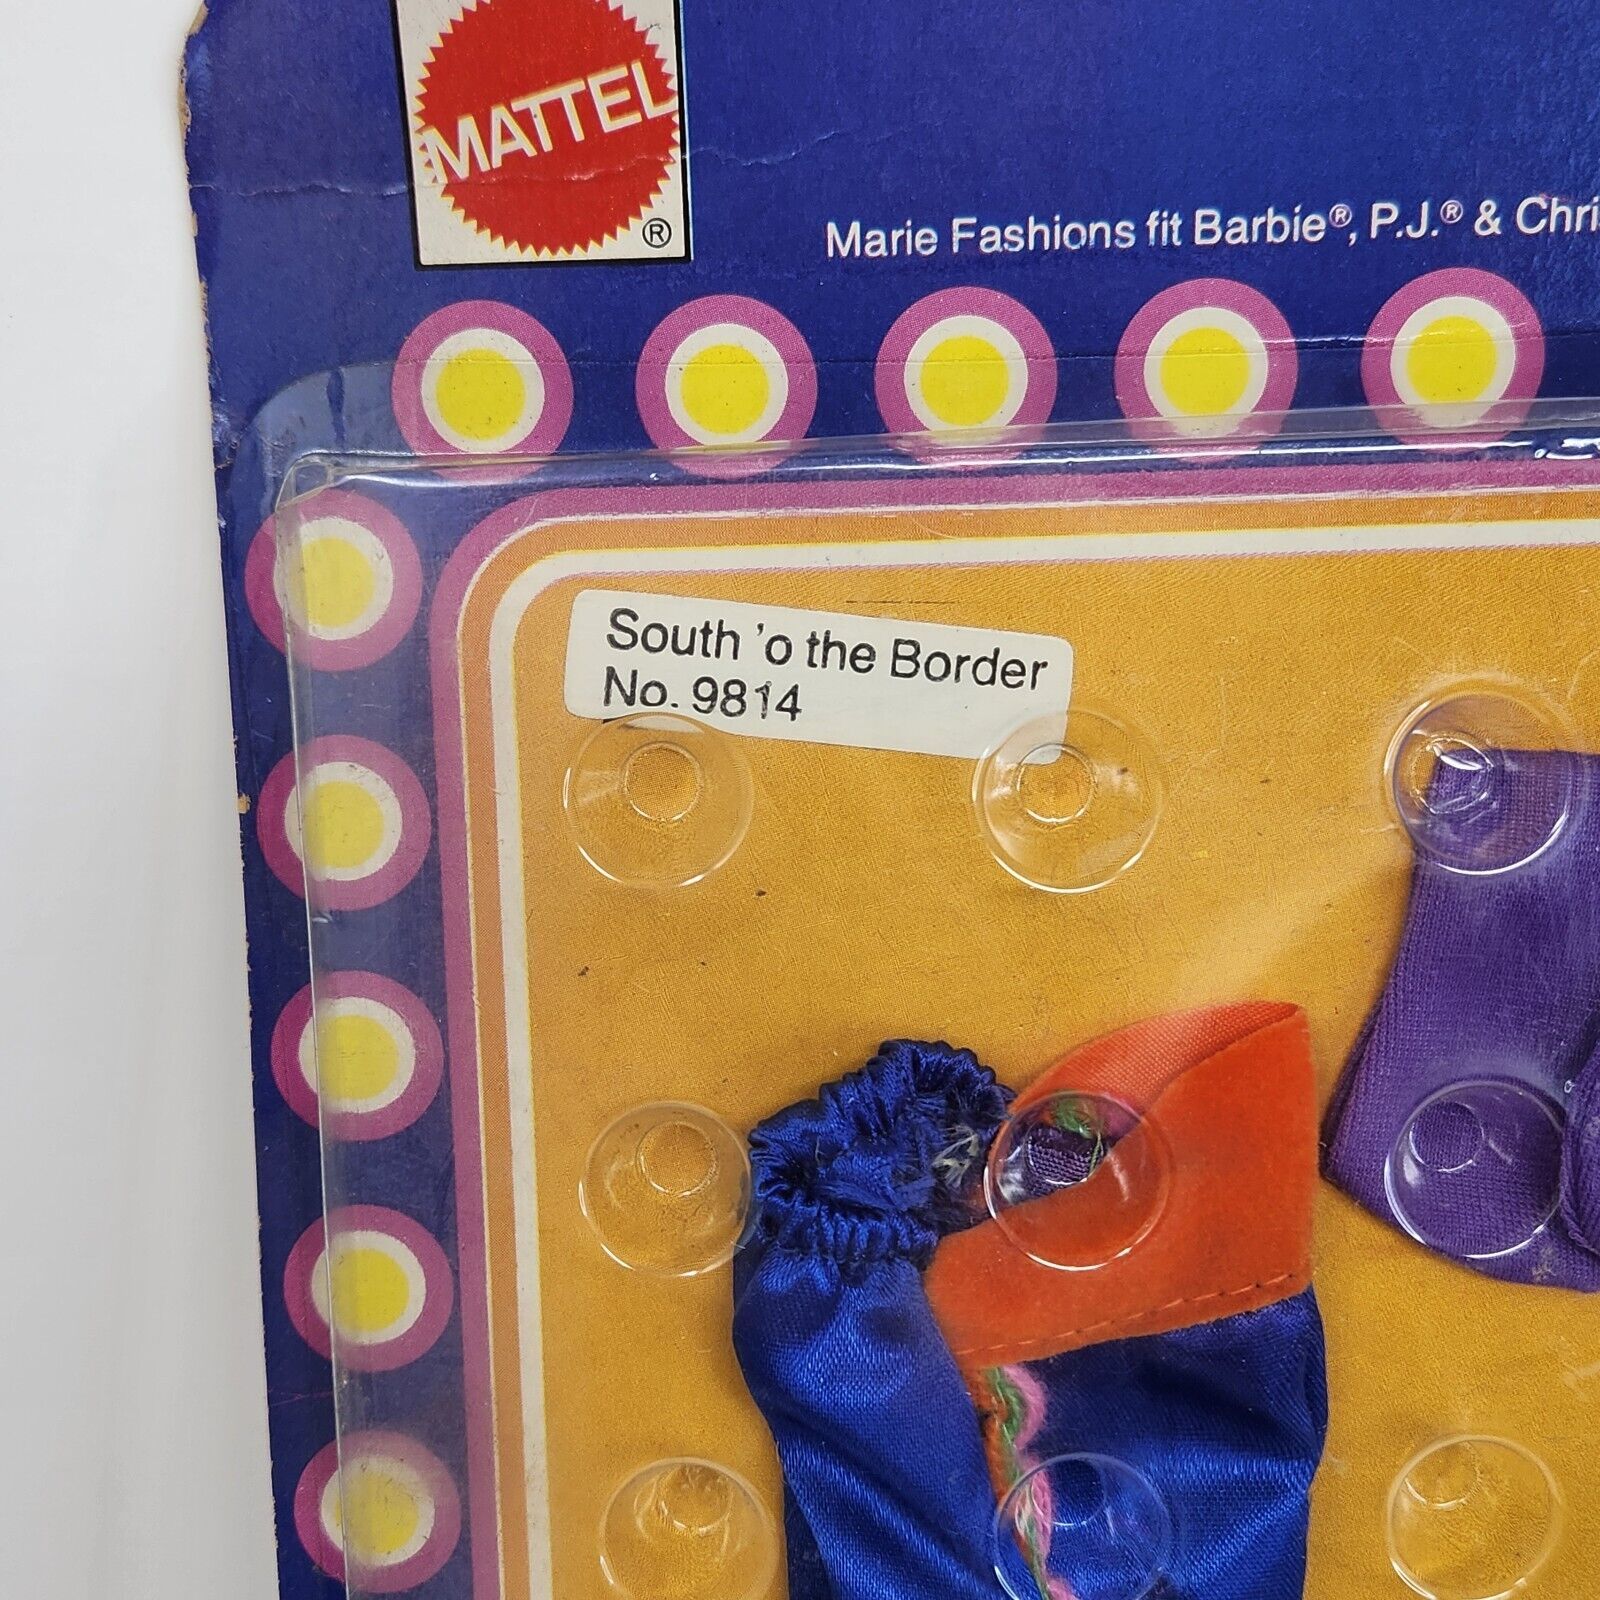 MATTEL
®
Marie Fashions fit Barbie®, P.J.® & Chri
South 'o the Border
No. 9814